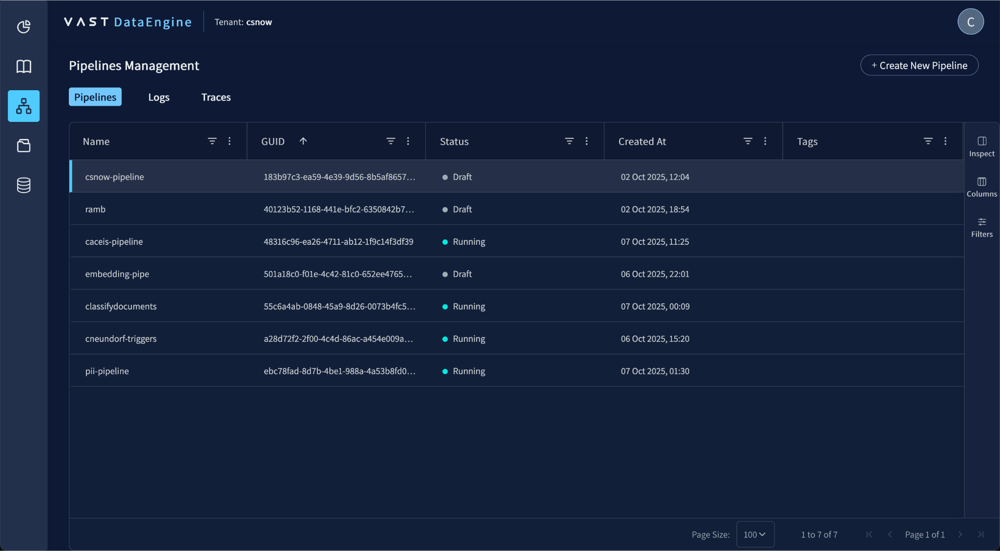 VAST DataEngine Tenant: csnow C
Pipelines Management + Create New Pipeline
Pipelines Logs Traces
Name GUID Status Created At Tags
Inspect
Columns
Filters
csnow-pipeline 183b97c3-ea59-4e39-9d56-8b5af8657... Draft 02 Oct 2025, 12:04
ramb 40123b52-1168-441e-bfc2-6350842b7... Draft 02 Oct 2025, 18:54
caceis-pipeline 48316c96-ea26-4711-ab12-1f9c14f3df39 Running 07 Oct 2025, 11:25
embedding-pipe 501a18c0-f01e-4c42-81c0-652ee4765... Draft 06 Oct 2025, 22:01
classifydocuments 55c6a4ab-0848-45a9-8d26-0073b4fc5... Running 07 Oct 2025, 00:09
cneundorf-triggers a28d72f2-2f00-4c4d-86ac-a454e009a... Running 06 Oct 2025, 15:20
pii-pipeline ebc78fad-8d7b-4be1-988a-4a53b8fd0... Running 07 Oct 2025, 01:30
Page Size: 100 1 to 7 of 7 Page 1 of 1